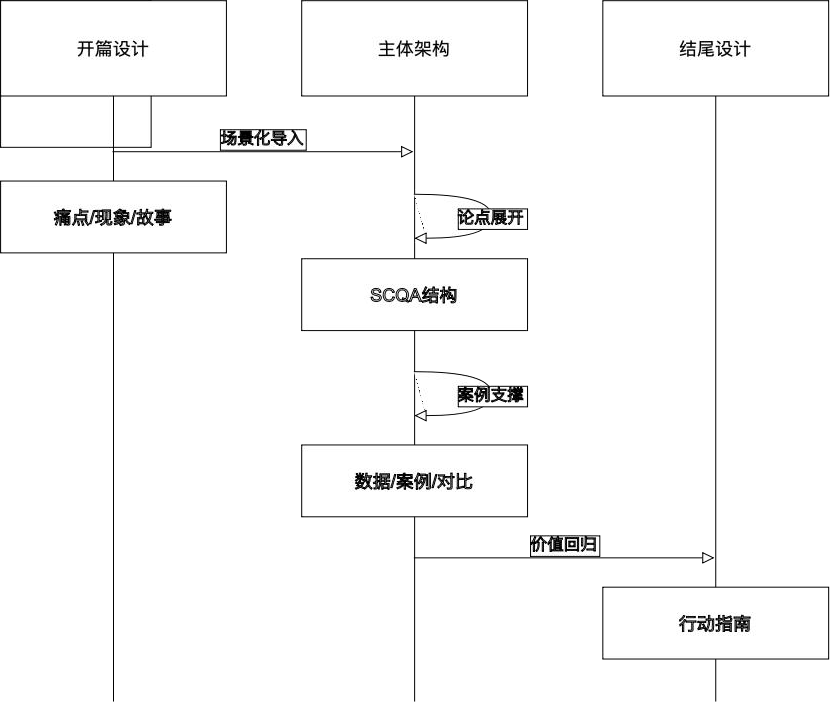 开篇设计
主体架构
结尾设计
场景化导入
痛点/现象/故事
论点展开
SCQA结构
案例支撑
数据/案例/对比
价值回归
行动指南